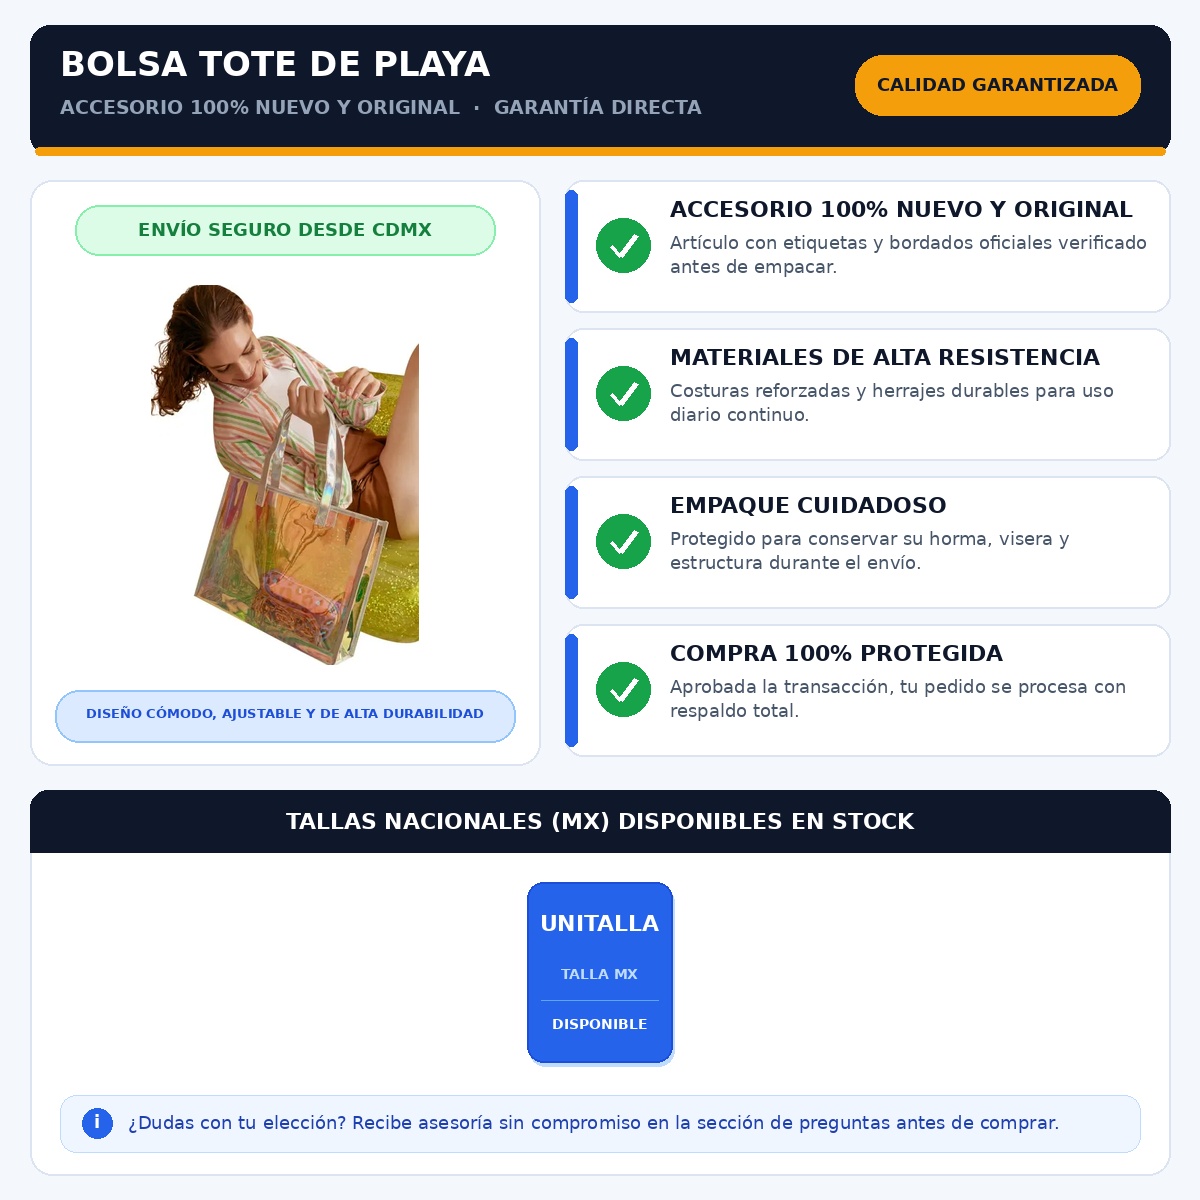 BOLSA TOTE DE PLAYA
ACCESORIO 100% NUEVO Y ORIGINAL · GARANTÍA DIRECTA
CALIDAD GARANTIZADA
ENVÍO SEGURO DESDE CDMX
DISEÑO CÓMODO, AJUSTABLE Y DE ALTA DURABILIDAD
ACCESORIO 100% NUEVO Y ORIGINAL
Artículo con etiquetas y bordados oficiales verificado
antes de empacar.
MATERIALES DE ALTA RESISTENCIA
Costuras reforzadas y herrajes durables para uso
diario continuo.
EMPAQUE CUIDADOSO
Protegido para conservar su horma, visera y
estructura durante el envío.
COMPRA 100% PROTEGIDA
Aprobada la transacción, tu pedido se procesa con
respaldo total.
TALLAS NACIONALES (MX) DISPONIBLES EN STOCK
UNITALLA
TALLA MX
DISPONIBLE
i ¿Dudas con tu elección? Recibe asesoría sin compromiso en la sección de preguntas antes de comprar.